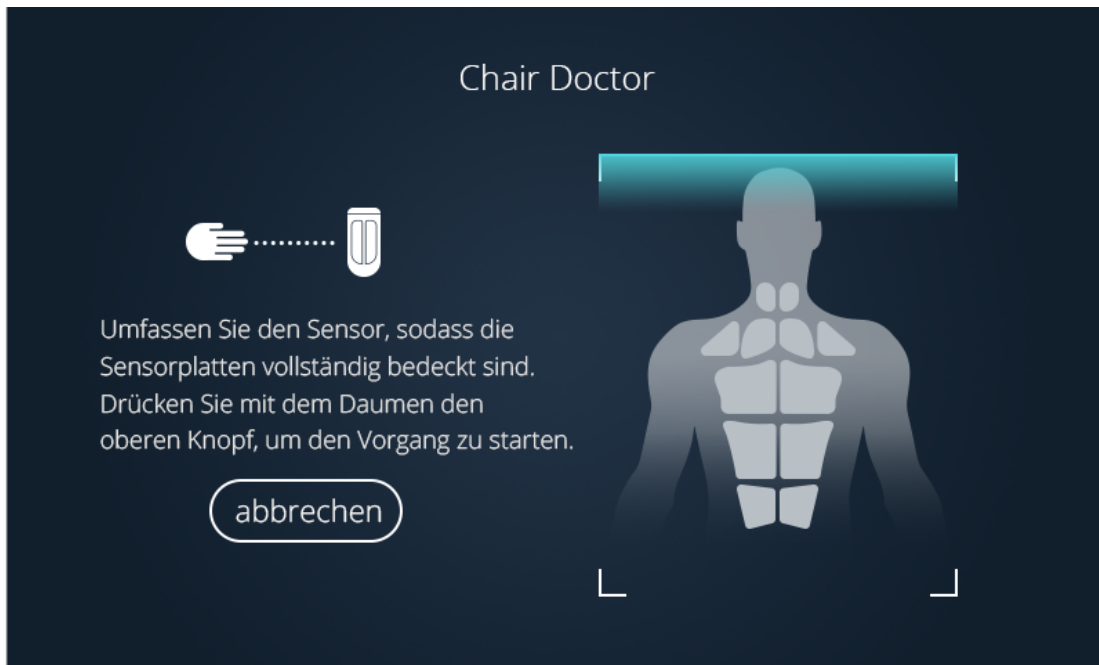 Chair Doctor
Umfassen Sie den Sensor, sodass die
Sensorplatten vollständig bedeckt sind.
Drücken Sie mit dem Daumen den
oberen Knopf, um den Vorgang zu starten.
abbrechen